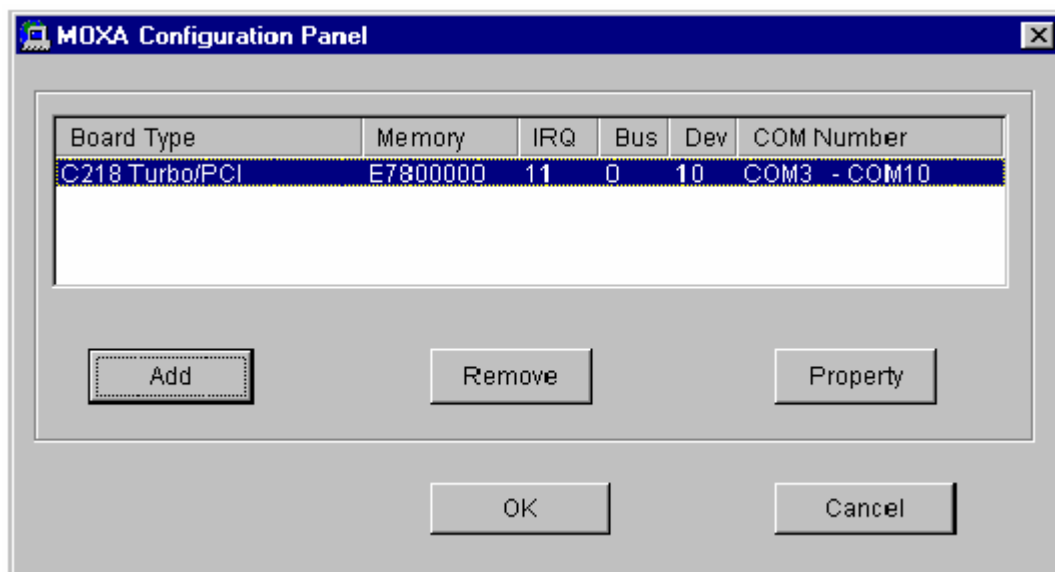 MOXA Configuration Panel
Board Type Memory IRQ Bus Dev COM Number
C218 Turbo/PCI E7800000 11 0 10 COM3 - COM10
Add Remove Property
OK Cancel